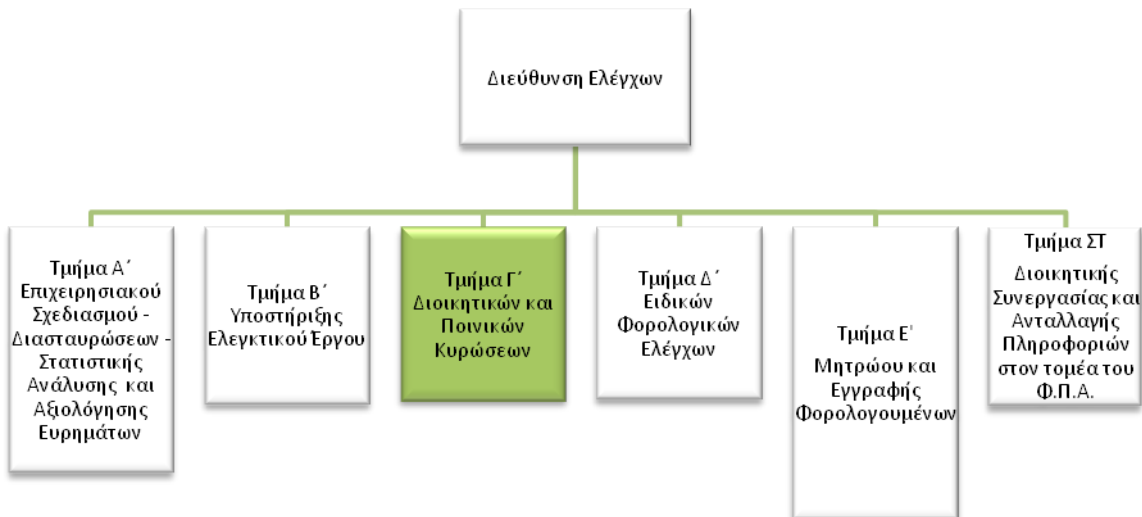 Διεύθυνση Ελέγχων
Τμήμα Α΄
Επιχειρησιακού
Σχεδιασμού -
Διασταυρώσεων -
Στατιστικής
Ανάλυσης και
Αξιολόγησης
Ευρημάτων
Τμήμα Β΄
Υποστήριξης
Ελεγκτικού Έργου
Τμήμα Γ΄
Διοικητικών και
Ποινικών
Κυρώσεων
Τμήμα Δ΄
Ειδικών
Φορολογικών
Ελέγχων
Τμήμα Ε'
Μητρώου και
Εγγραφής
Φορολογουμένων
Τμήμα ΣΤ
Διοικητικής
Συνεργασίας και
Ανταλλαγής
Πληροφοριών
στον τομέα του
Φ.Π.Α.